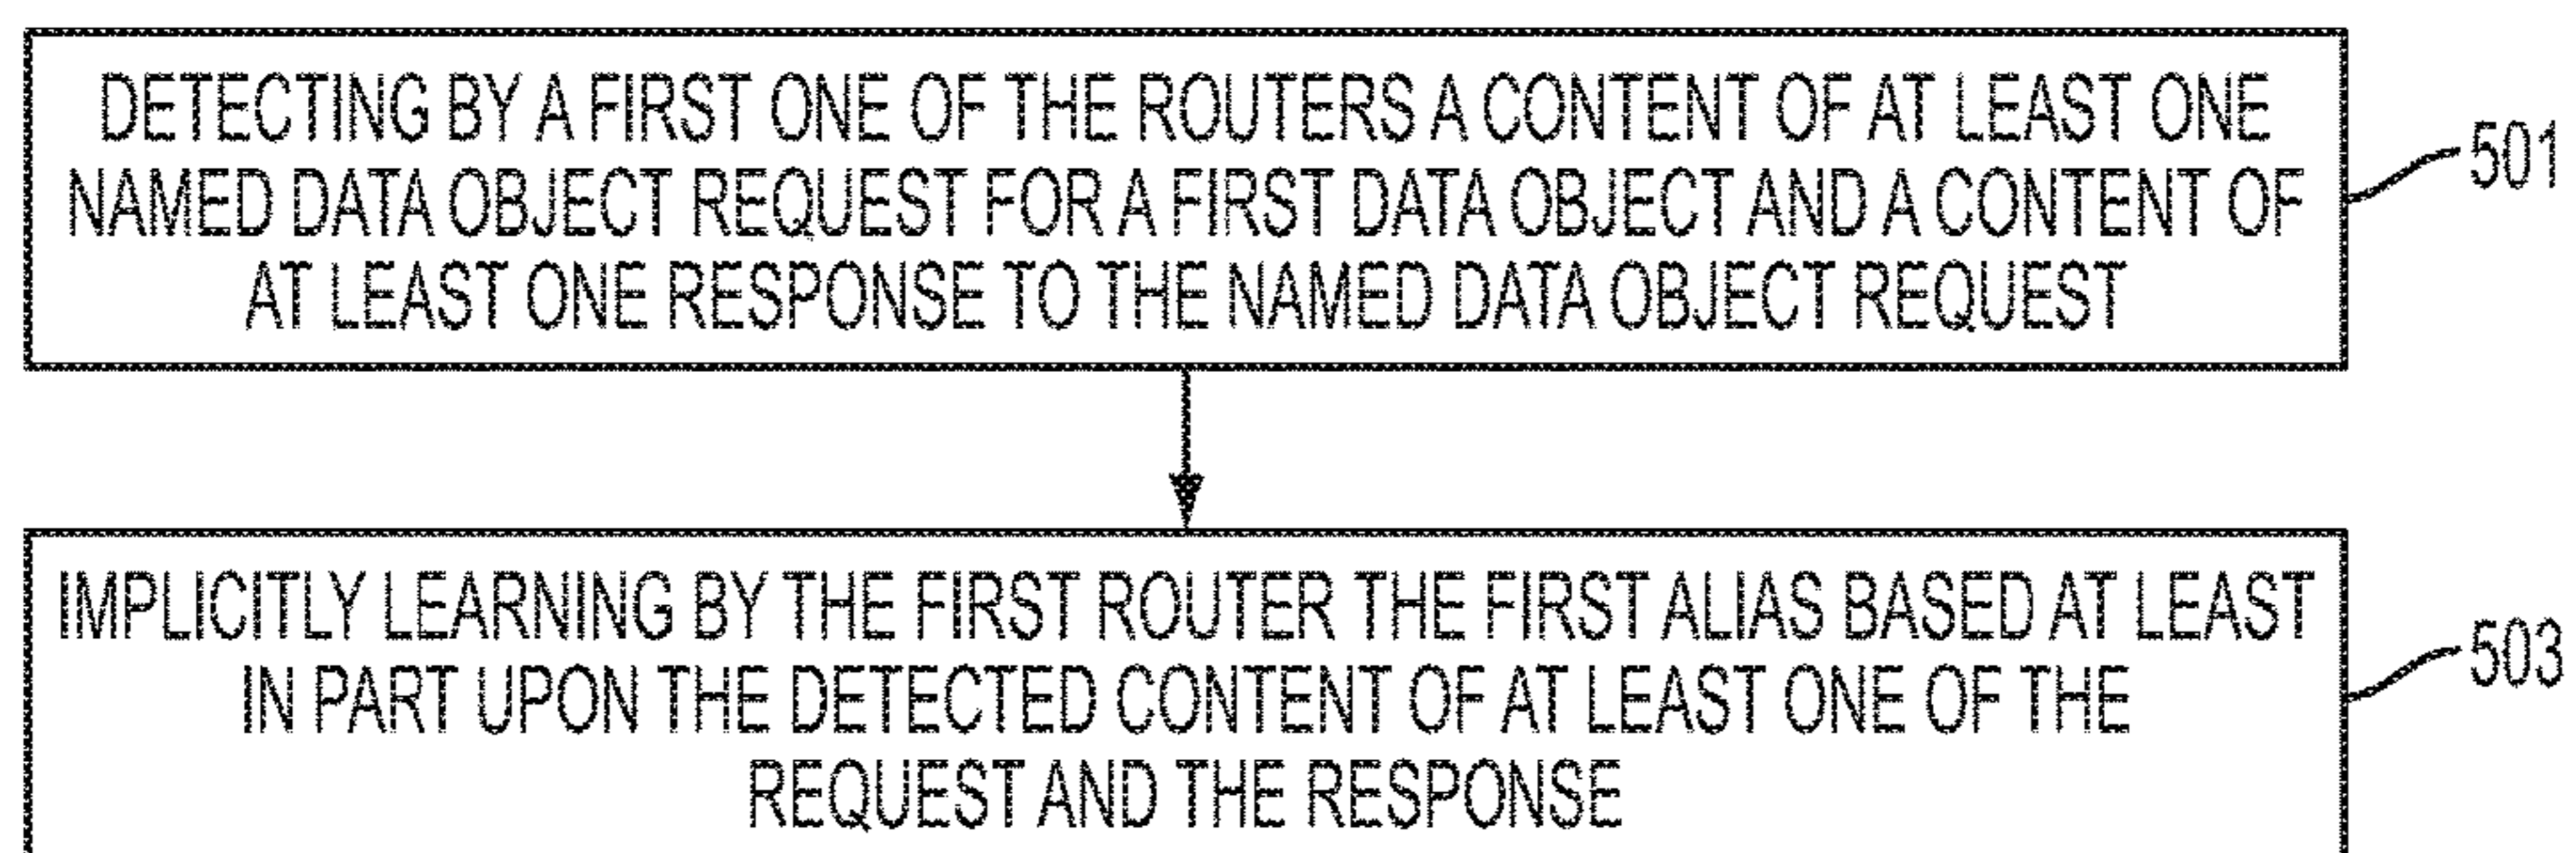 DETECTING BY A FIRST ONE OF THE ROUTERS A CONTENT OF AT LEAST ONE
NAMED DATA OBJECT REQUEST FOR A FIRST DATA OBJECT AND A CONTENT OF
AT LEAST ONE RESPONSE TO THE NAMED DATA OBJECT REQUEST
501
IMPLICITLY LEARNING BY THE FIRST ROUTER THE FIRST ALIAS BASED AT LEAST
IN PART UPON THE DETECTED CONTENT OF AT LEAST ONE OF THE
REQUEST AND THE RESPONSE
503